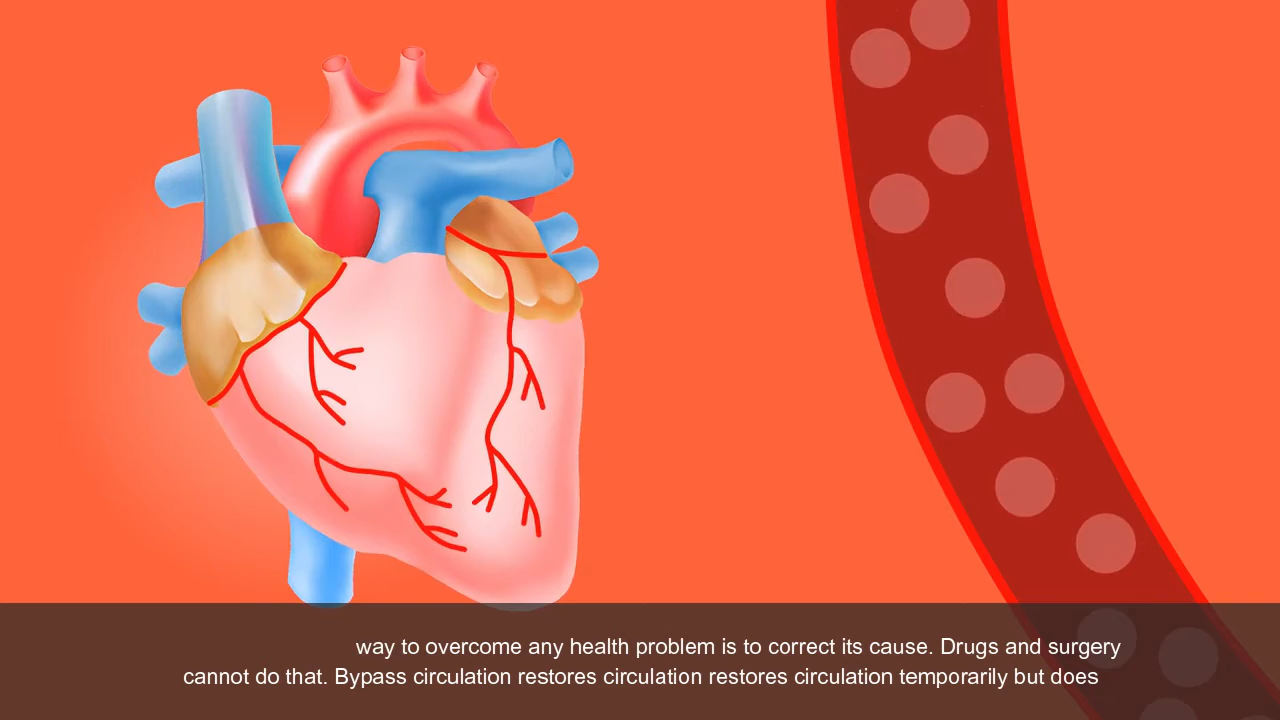 way to overcome any health problem is to correct its cause. Drugs and surgery
cannot do that. Bypass circulation restores circulation restores circulation temporarily but does